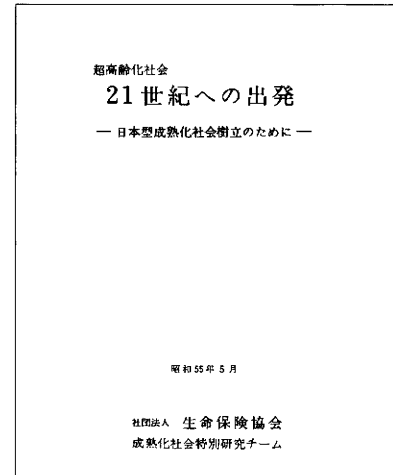 超高齢化社会
21世紀への出発
― 日本型成熟化社会樹立のために ―
昭和55年5月
社団法人 生命保険協会
成熟化社会特別研究チーム